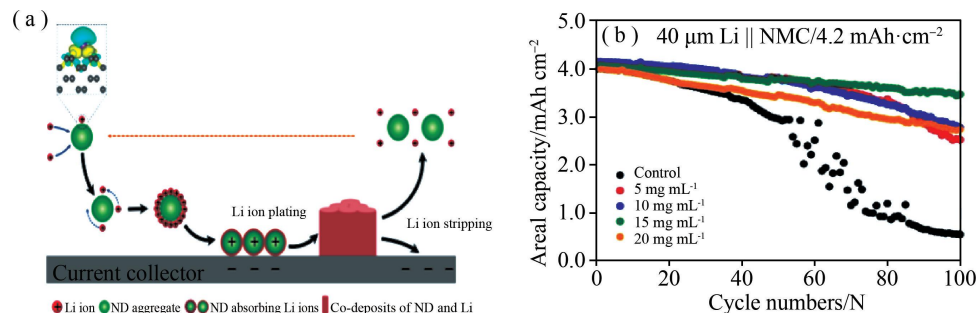 ( a )
Li ion plating
Li ion stripping
Current collector
Li ion
ND aggregate
ND absorbing Li ions
Co-deposits of ND and Li
( b )
40 μm Li || NMC/4.2 mAh·cm⁻²
Areal capacity/mAh cm⁻²
5.0
4.0
3.0
2.0
1.0
0.0
Control
5 mg mL⁻¹
10 mg mL⁻¹
15 mg mL⁻¹
20 mg mL⁻¹
0 20 40 60 80 100
Cycle numbers/N